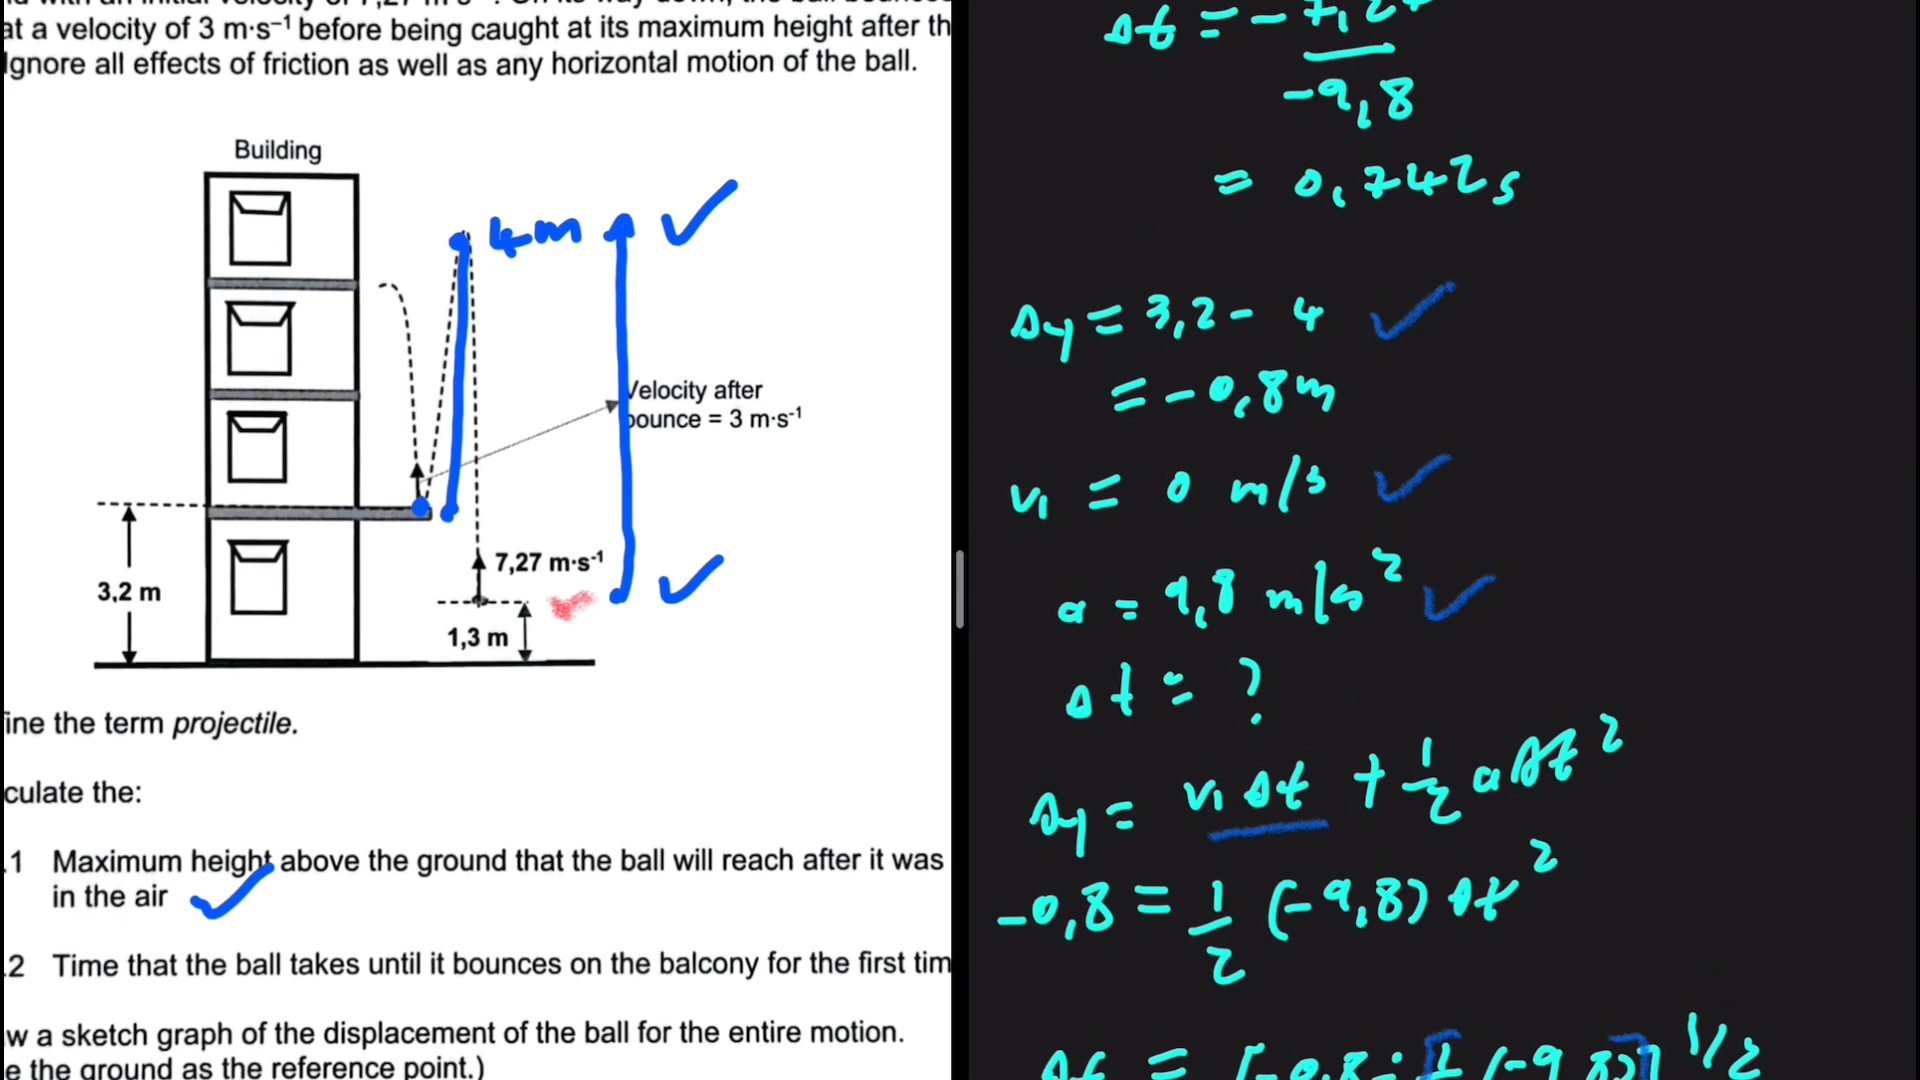 at a velocity of 3 m·s⁻¹ before being caught at its maximum height after th
ignore all effects of friction as well as any horizontal motion of the ball.
Building
4m
Velocity after
bounce = 3 m·s⁻¹
7,27 m·s⁻¹
3,2 m
1,3 m
ine the term projectile.
culate the:
.1 Maximum height above the ground that the ball will reach after it was
in the air
.2 Time that the ball takes until it bounces on the balcony for the first tim
w a sketch graph of the displacement of the ball for the entire motion.
e the ground as the reference point.)
Δt = -7,27
-9,8
= 0,742s
Δy = 3,2 - 4
= -0,8m
v₁ = 0 m/s
a = 9,8 m/s²
Δt = ?
Δy = v₁Δt + 1/2 aΔt²
-0,8 = 1/2 (-9,8) Δt²